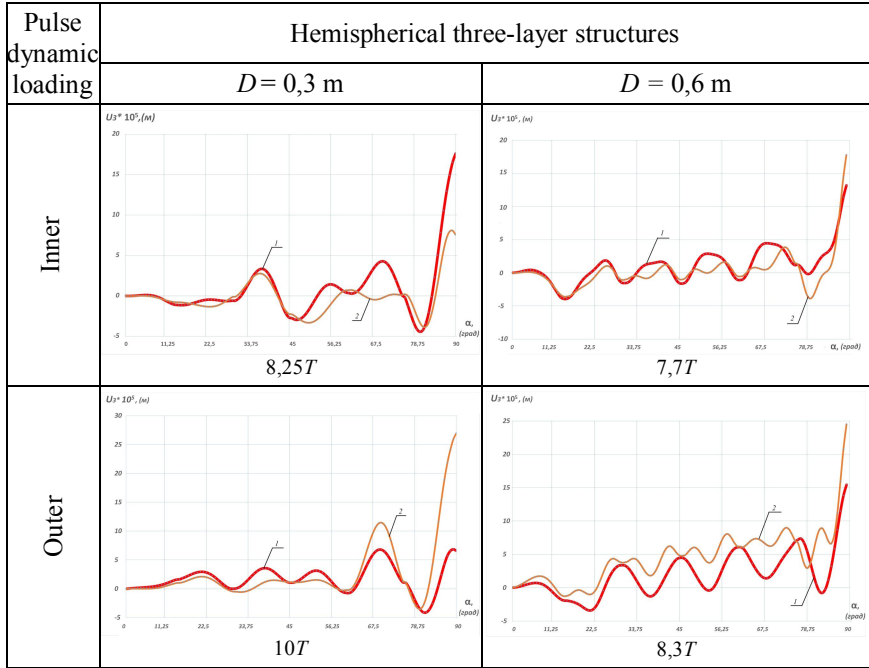 Pulse
dynamic
loading
Hemispherical three-layer structures
D = 0,3 m
D = 0,6 m
Inner
U3* 10⁵,(м)
20
15
10
5
0
-5
1
2
α,
(град)
0 11,25 22,5 33,75 45 56,25 67,5 78,75 90
8,25T
U3* 10⁵, (м)
20
15
10
5
0
-5
-10
1
2
α, (град)
0 11,25 22,5 33,75 45 56,25 67,5 78,75 90
7,7T
Outer
U3* 10⁵, (м)
30
25
20
15
10
5
0
-5
1
2
α,
(град)
0 11,25 22,5 33,75 45 56,25 67,5 78,75 90
10T
U3* 10⁵, (м)
25
20
15
10
5
0
-5
2
1
α,
(град)
0 11,25 22,5 33,75 45 56,25 67,5 78,75 90
8,3T